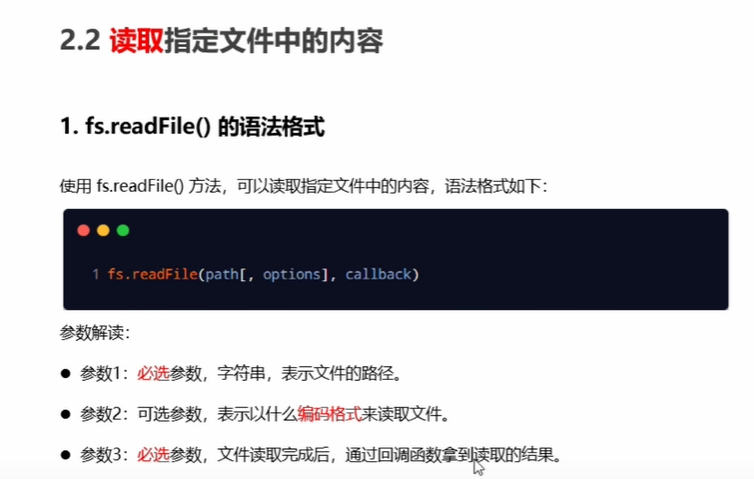 2.2 读取指定文件中的内容
1. fs.readFile() 的语法格式
使用 fs.readFile() 方法，可以读取指定文件中的内容，语法格式如下：
1 fs.readFile(path[, options], callback)
参数解读：
● 参数1：必选参数，字符串，表示文件的路径。
● 参数2：可选参数，表示以什么编码格式来读取文件。
● 参数3：必选参数，文件读取完成后，通过回调函数拿到读取的结果。